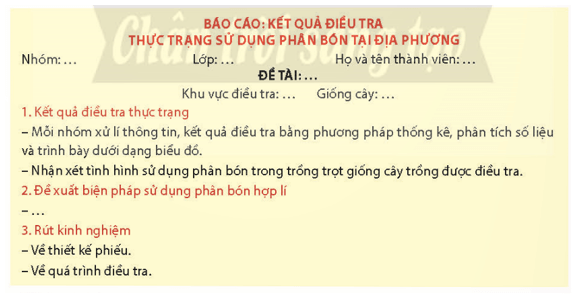 Chân trời sáng tạo
BÁO CÁO: KẾT QUẢ ĐIỀU TRA
THỰC TRẠNG SỬ DỤNG PHÂN BÓN TẠI ĐỊA PHƯƠNG
Nhóm: … Lớp: … Họ và tên thành viên: …
ĐỀ TÀI: …
Khu vực điều tra: … Giống cây: …
1. Kết quả điều tra thực trạng
– Mỗi nhóm xử lí thông tin, kết quả điều tra bằng phương pháp thống kê, phân tích số liệu
và trình bày dưới dạng biểu đồ.
– Nhận xét tình hình sử dụng phân bón trong trồng trọt giống cây trồng được điều tra.
2. Đề xuất biện pháp sử dụng phân bón hợp lí
– …
3. Rút kinh nghiệm
– Về thiết kế phiếu.
– Về quá trình điều tra.